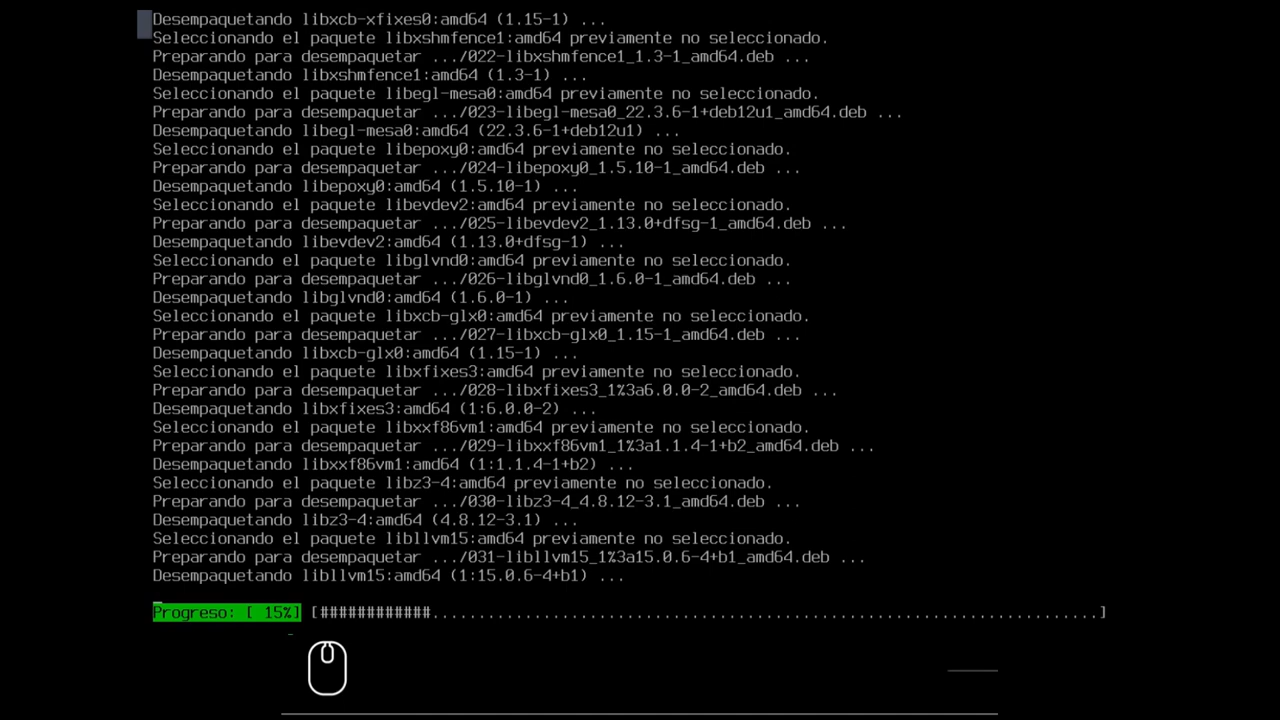 Desempaquetando libxcb-xfixes0:amd64 (1.15-1) ...
Seleccionando el paquete libxshmfence1:amd64 previamente no seleccionado.
Preparando para desempaquetar .../022-libxshmfence1_1.3-1_amd64.deb ...
Desempaquetando libxshmfence1:amd64 (1.3-1) ...
Seleccionando el paquete libegl-mesa0:amd64 previamente no seleccionado.
Preparando para desempaquetar .../023-libegl-mesa0_22.3.6-1+deb12u1_amd64.deb ...
Desempaquetando libegl-mesa0:amd64 (22.3.6-1+deb12u1) ...
Seleccionando el paquete libepoxy0:amd64 previamente no seleccionado.
Preparando para desempaquetar .../024-libepoxy0_1.5.10-1_amd64.deb ...
Desempaquetando libepoxy0:amd64 (1.5.10-1) ...
Seleccionando el paquete libevdev2:amd64 previamente no seleccionado.
Preparando para desempaquetar .../025-libevdev2_1.13.0+dfsg-1_amd64.deb ...
Desempaquetando libevdev2:amd64 (1.13.0+dfsg-1) ...
Seleccionando el paquete libglvnd0:amd64 previamente no seleccionado.
Preparando para desempaquetar .../026-libglvnd0_1.6.0-1_amd64.deb ...
Desempaquetando libglvnd0:amd64 (1.6.0-1) ...
Seleccionando el paquete libxcb-glx0:amd64 previamente no seleccionado.
Preparando para desempaquetar .../027-libxcb-glx0_1.15-1_amd64.deb ...
Desempaquetando libxcb-glx0:amd64 (1.15-1) ...
Seleccionando el paquete libxfixes3:amd64 previamente no seleccionado.
Preparando para desempaquetar .../028-libxfixes3_1%3a6.0.0-2_amd64.deb ...
Desempaquetando libxfixes3:amd64 (1:6.0.0-2) ...
Seleccionando el paquete libxxf86vm1:amd64 previamente no seleccionado.
Preparando para desempaquetar .../029-libxxf86vm1_1%3a1.1.4-1+b2_amd64.deb ...
Desempaquetando libxxf86vm1:amd64 (1:1.1.4-1+b2) ...
Seleccionando el paquete libz3-4:amd64 previamente no seleccionado.
Preparando para desempaquetar .../030-libz3-4_4.8.12-3.1_amd64.deb ...
Desempaquetando libz3-4:amd64 (4.8.12-3.1) ...
Seleccionando el paquete libllvm15:amd64 previamente no seleccionado.
Preparando para desempaquetar .../031-libllvm15_1%3a15.0.6-4+b1_amd64.deb ...
Desempaquetando libllvm15:amd64 (1:15.0.6-4+b1) ...
Progreso: [ 15%] [############........................................................................]